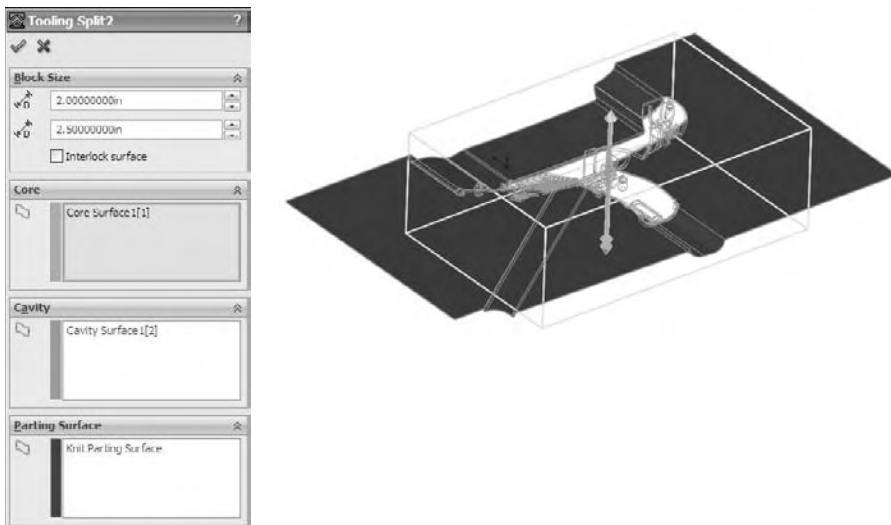 Tooling Split2 ?
Block Size
2.00000000in
2.50000000in
Interlock surface
Core
Core Surface1[1]
Cavity
Cavity Surface1[2]
Parting Surface
Knit Parting Surface